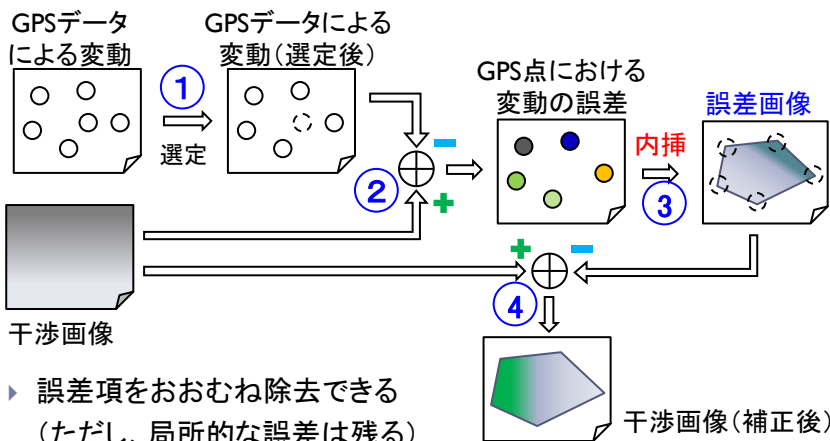 GPSデータ
による変動
GPSデータによる
変動（選定後）
①
選定
GPS点における
変動の誤差
誤差画像
−
②
+
内挿
③
+
−
④
干渉画像
誤差項をおおむね除去できる
（ただし、局所的な誤差は残る）
干渉画像（補正後）